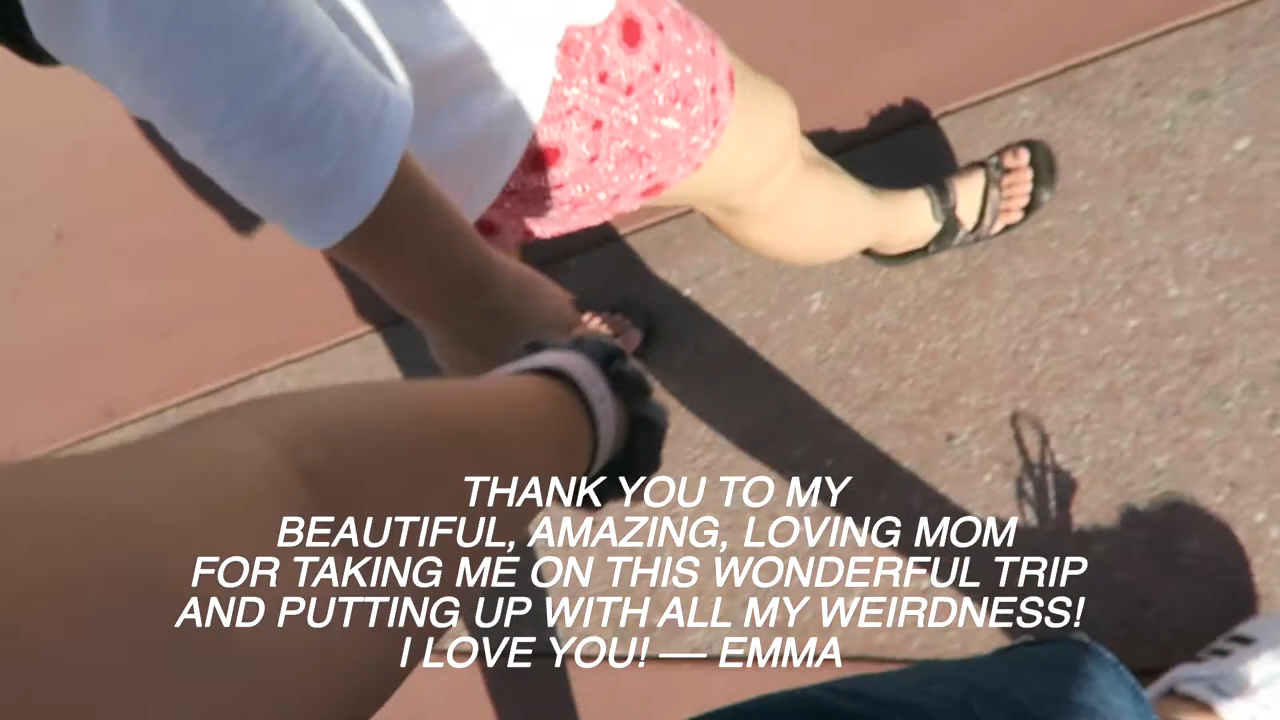 THANK YOU TO MY
BEAUTIFUL, AMAZING, LOVING MOM
FOR TAKING ME ON THIS WONDERFUL TRIP
AND PUTTING UP WITH ALL MY WEIRDNESS!
I LOVE YOU! — EMMA